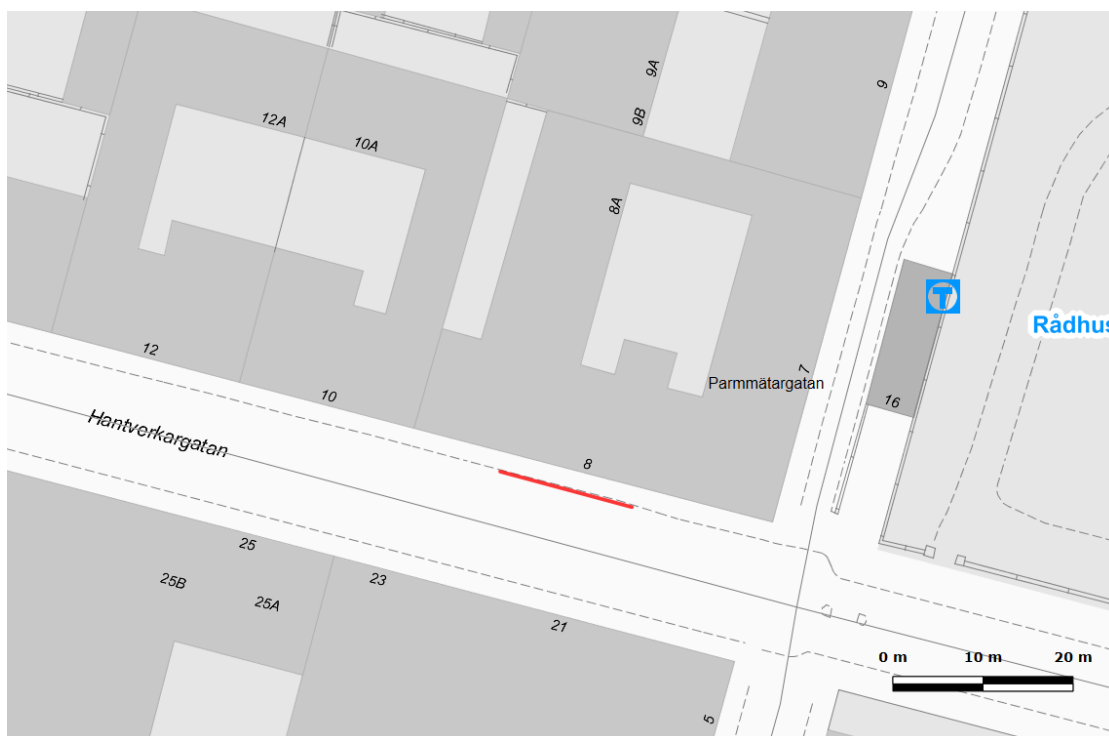 9A
9
12A
9B
10A
8A
T
Rådhus
7
Parmmätargatan
12
10
16
Hantverkargatan
8
25
23
25B
25A
21
0 m 10 m 20 m
5